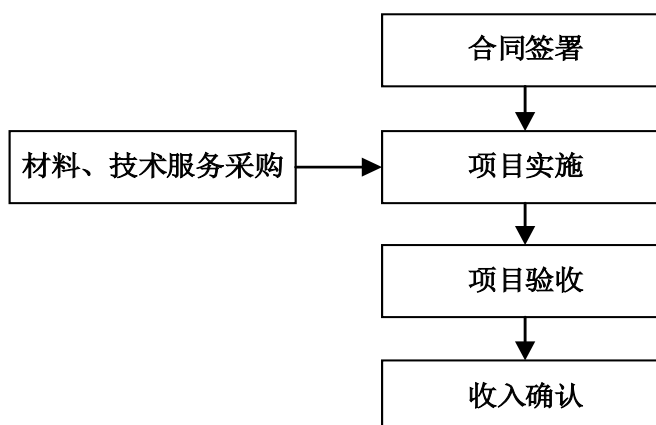 合同签署
材料、技术服务采购
项目实施
项目验收
收入确认